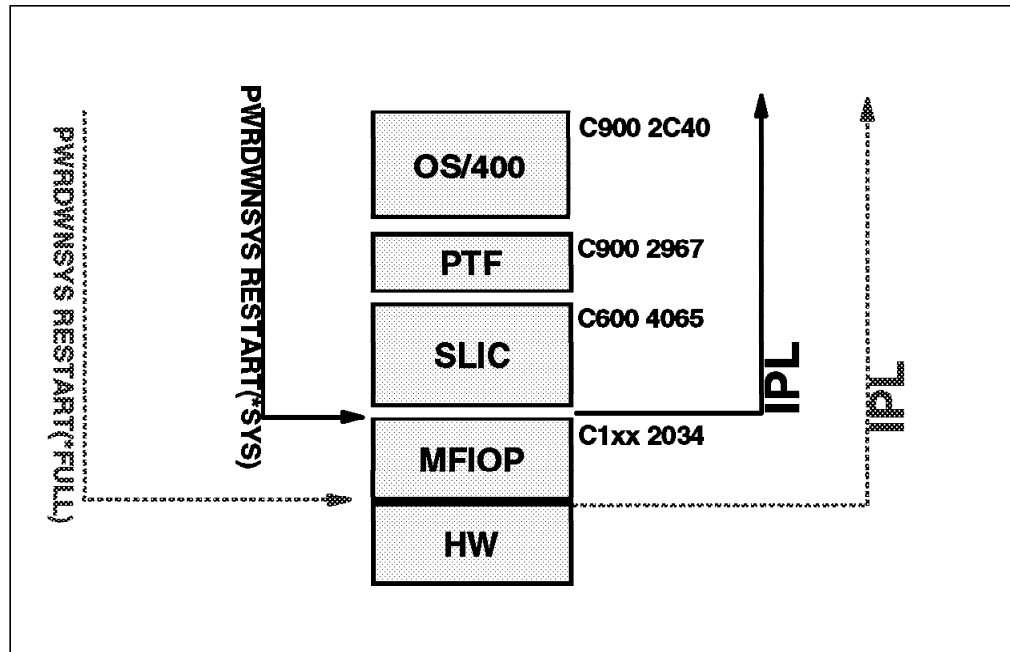 PWRDWNSYS RESTART(*FULL)
PWRDWNSYS RESTART(*SYS)
OS/400
C900 2C40
PTF
C900 2967
SLIC
C600 4065
MFIOP
C1xx 2034
HW
IPL
IPL